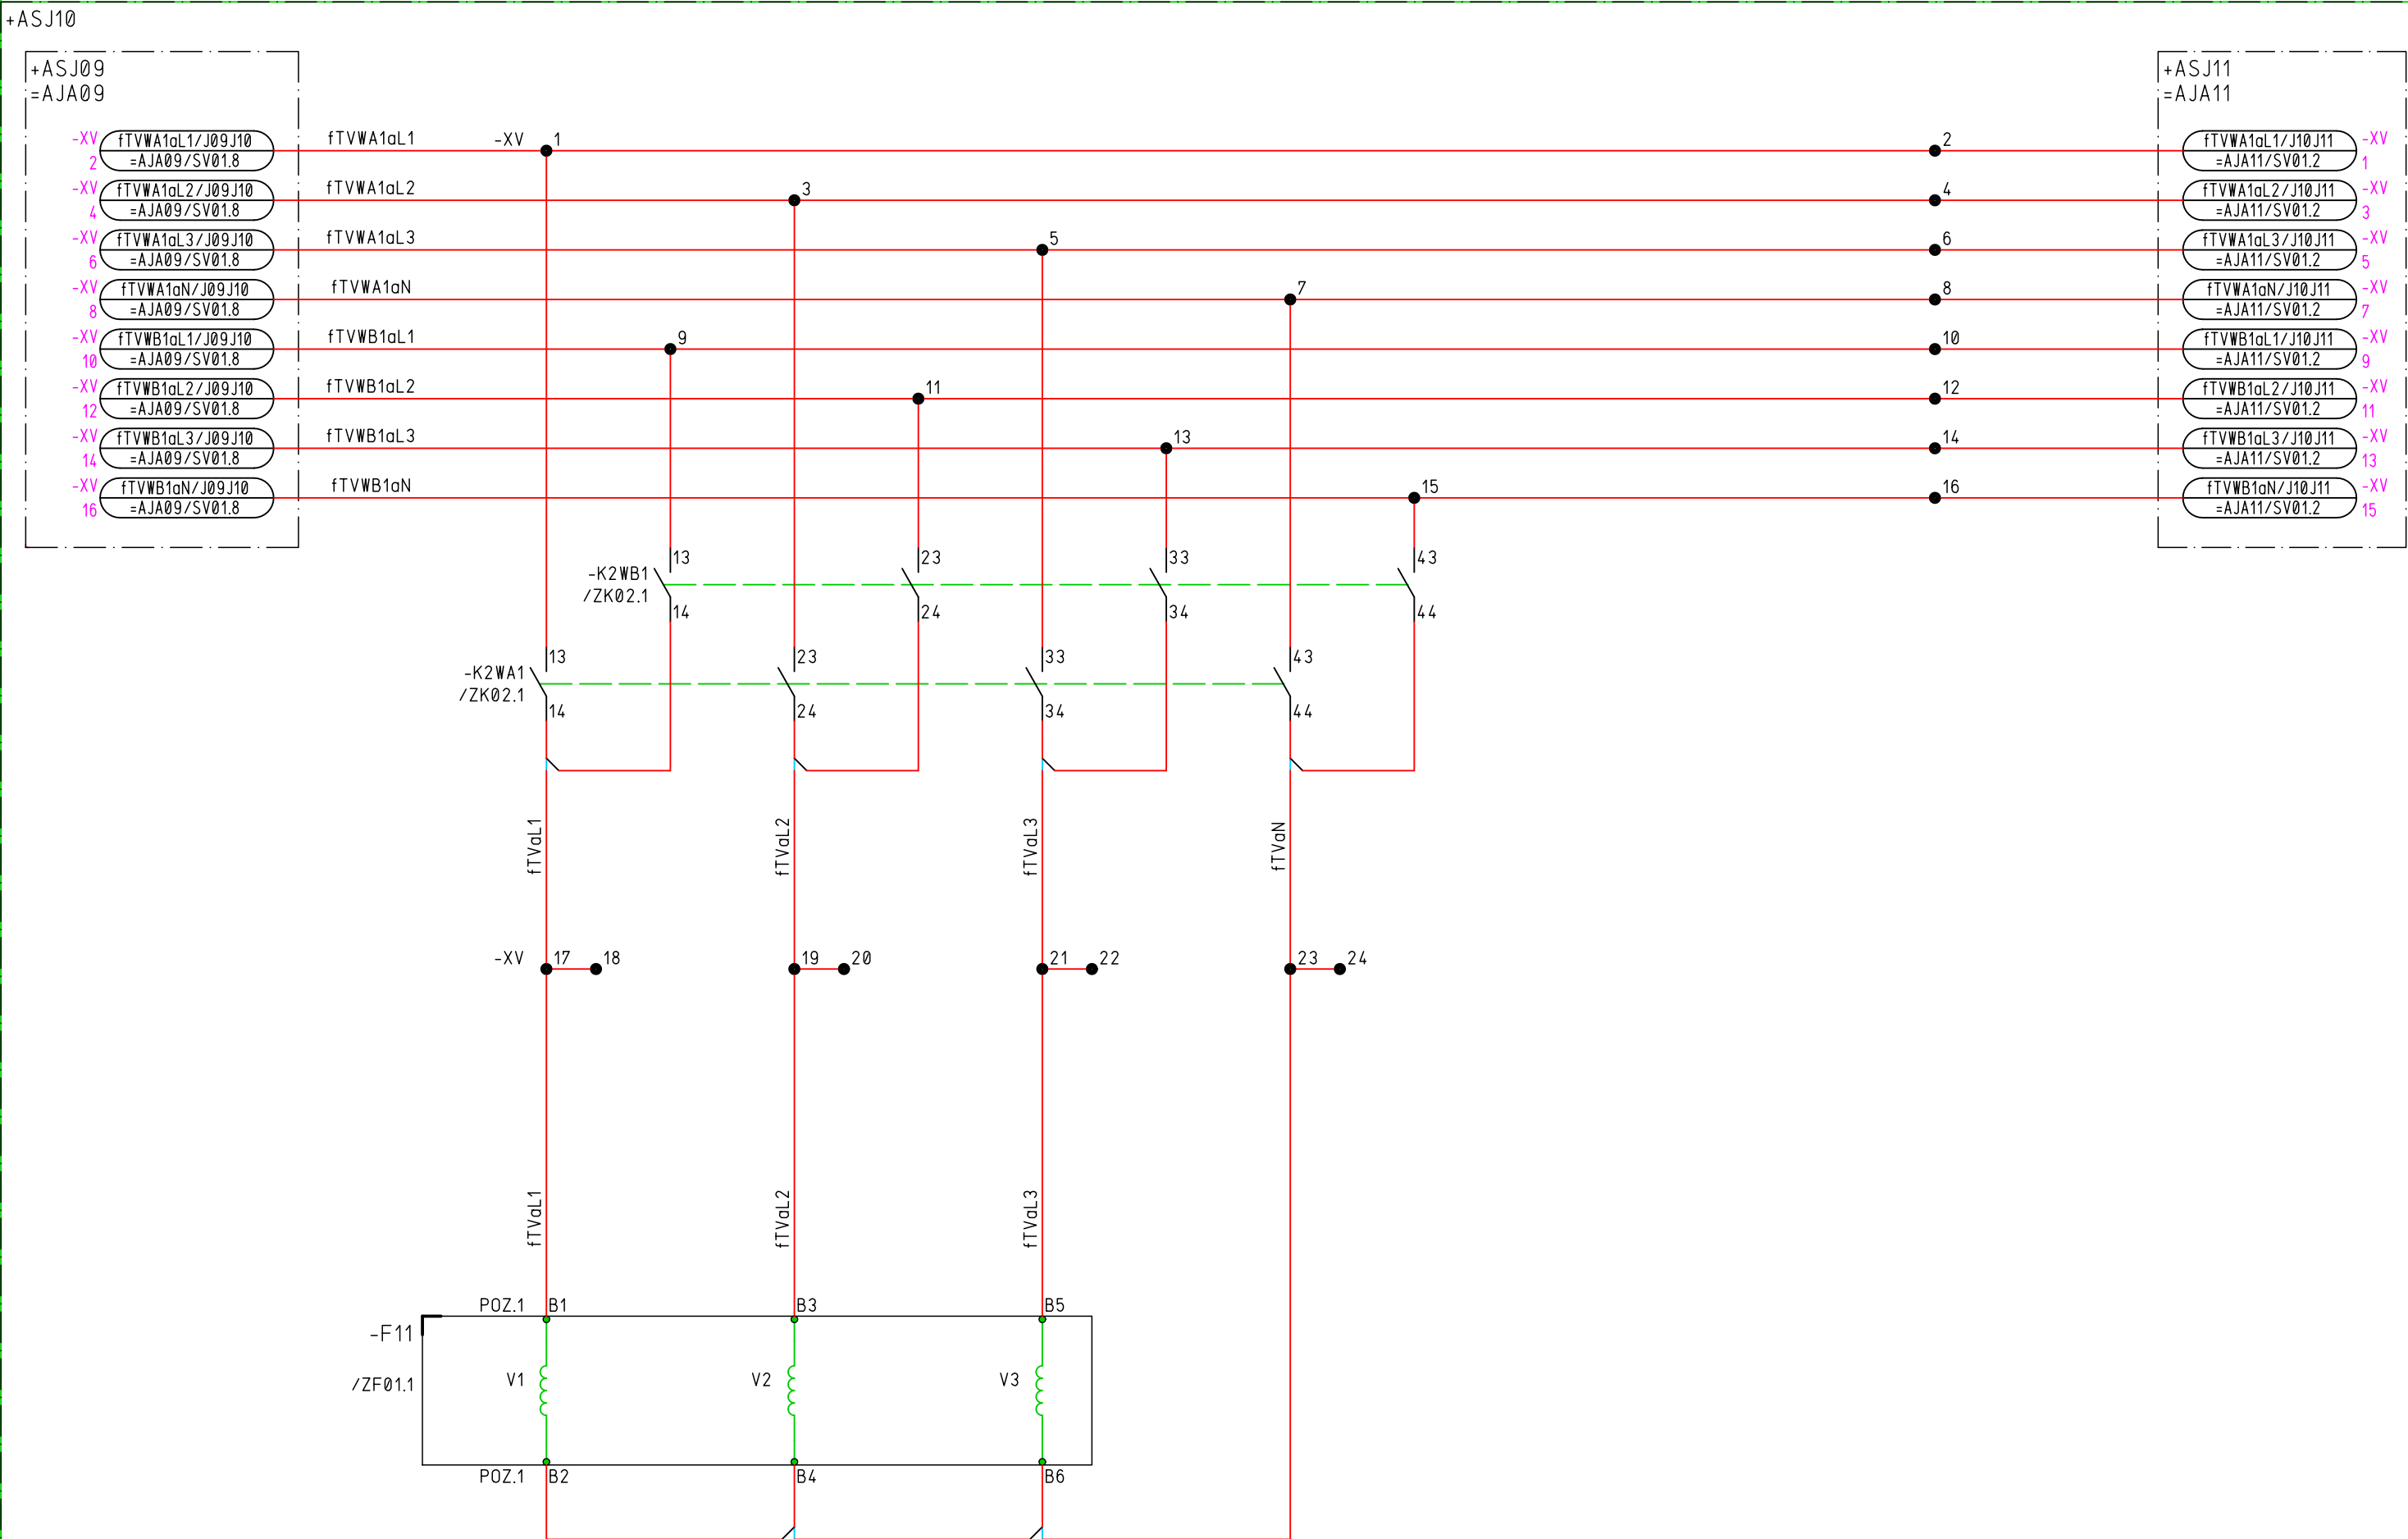 +ASJ10
+ASJ09
=AJA09
+ASJ11
=AJA11
-XV fTVWA1aL1/J09J10 fTVWA1aL1 -XV 1 2 fTVWA1aL1/J10J11 -XV
2 =AJA09/SV01.8 =AJA11/SV01.2 1
-XV fTVWA1aL2/J09J10 fTVWA1aL2 3 4 fTVWA1aL2/J10J11 -XV
4 =AJA09/SV01.8 =AJA11/SV01.2 3
-XV fTVWA1aL3/J09J10 fTVWA1aL3 5 6 fTVWA1aL3/J10J11 -XV
6 =AJA09/SV01.8 =AJA11/SV01.2 5
-XV fTVWA1aN/J09J10 fTVWA1aN 7 8 fTVWA1aN/J10J11 -XV
8 =AJA09/SV01.8 =AJA11/SV01.2 7
-XV fTVWB1aL1/J09J10 fTVWB1aL1 9 10 fTVWB1aL1/J10J11 -XV
10 =AJA09/SV01.8 =AJA11/SV01.2 9
-XV fTVWB1aL2/J09J10 fTVWB1aL2 11 12 fTVWB1aL2/J10J11 -XV
12 =AJA09/SV01.8 =AJA11/SV01.2 11
-XV fTVWB1aL3/J09J10 fTVWB1aL3 13 14 fTVWB1aL3/J10J11 -XV
14 =AJA09/SV01.8 =AJA11/SV01.2 13
-XV fTVWB1aN/J09J10 fTVWB1aN 15 16 fTVWB1aN/J10J11 -XV
16 =AJA09/SV01.8 =AJA11/SV01.2 15
13 23 33 43
-K2WB1
/ZK02.1
14 24 34 44
13 23 33 43
-K2WA1
/ZK02.1
14 24 34 44
fTVaL1 fTVaL2 fTVaL3 fTVaN
-XV 17 18 19 20 21 22 23 24
fTVaL1 fTVaL2 fTVaL3
POZ.1 B1 B3 B5
-F11
/ZF01.1
V1 V2 V3
POZ.1 B2 B4 B6